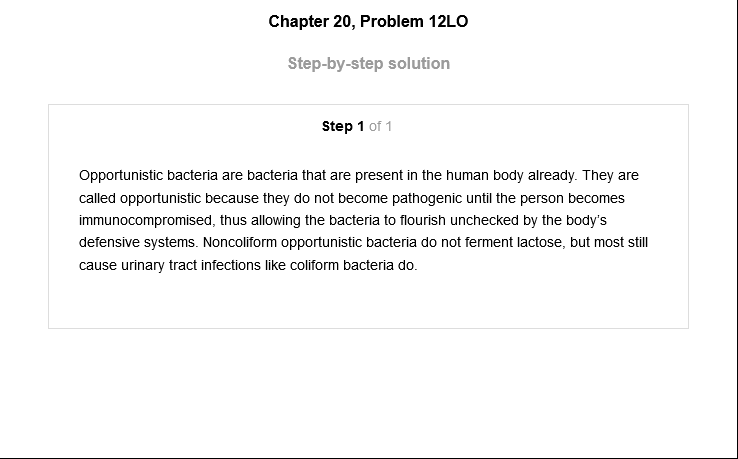 Chapter 20, Problem 12LO
Step-by-step solution
Step 1 of 1
Opportunistic bacteria are bacteria that are present in the human body already. They are
called opportunistic because they do not become pathogenic until the person becomes
immunocompromised, thus allowing the bacteria to flourish unchecked by the body’s
defensive systems. Noncoliform opportunistic bacteria do not ferment lactose, but most still
cause urinary tract infections like coliform bacteria do.